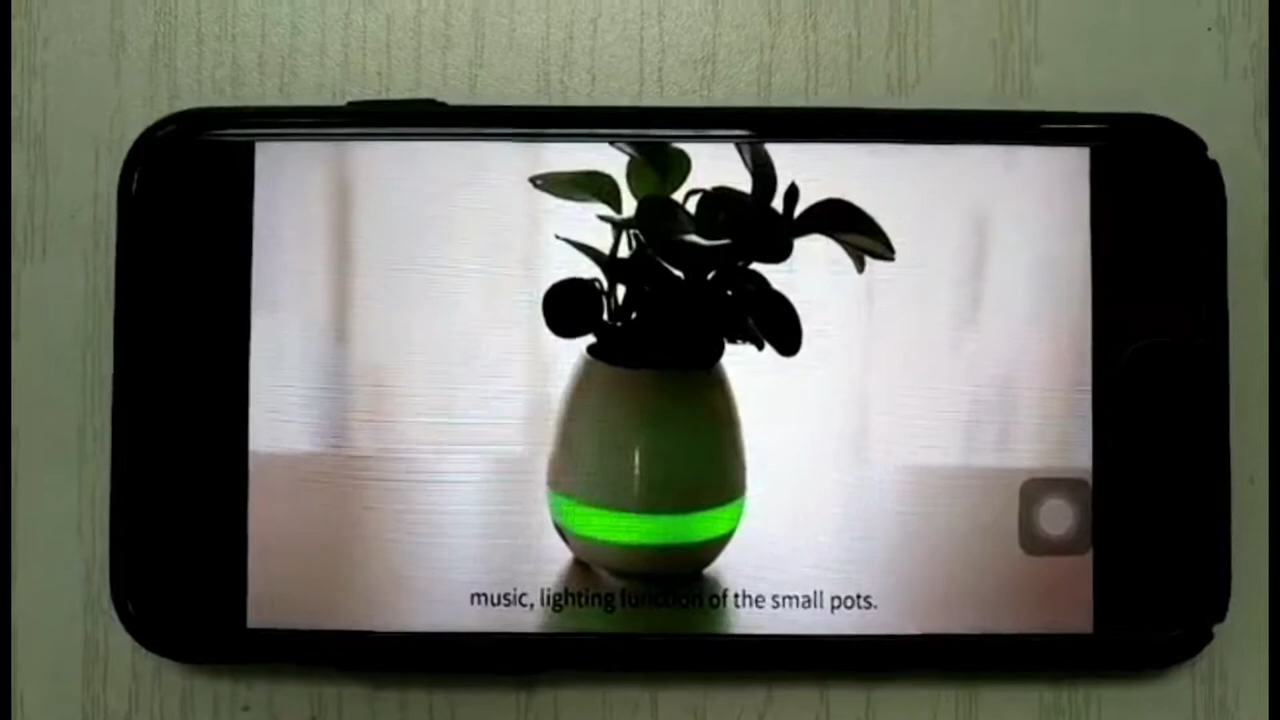 music, lighting function of the small pots.